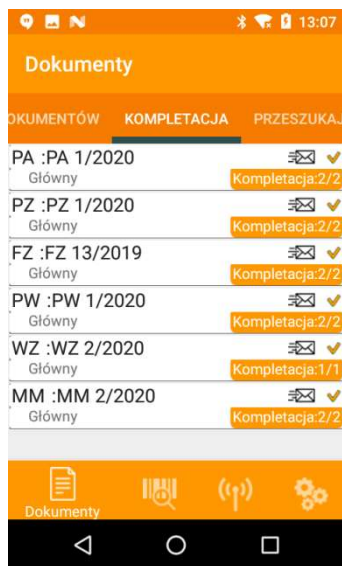 13:07
Dokumenty
OKUMENTÓW KOMPLETACJA PRZESZUKAJ
PA :PA 1/2020
Główny Kompletacja:2/2
PZ :PZ 1/2020
Główny Kompletacja:2/2
FZ :FZ 13/2019
Główny Kompletacja:2/2
PW :PW 1/2020
Główny Kompletacja:2/2
WZ :WZ 2/2020
Główny Kompletacja:1/1
MM :MM 2/2020
Główny Kompletacja:2/2
Dokumenty